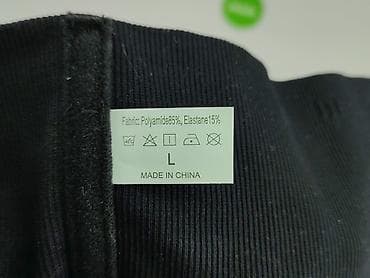 Fabric: Polyamide85%, Elastane15%
L
MADE IN CHINA